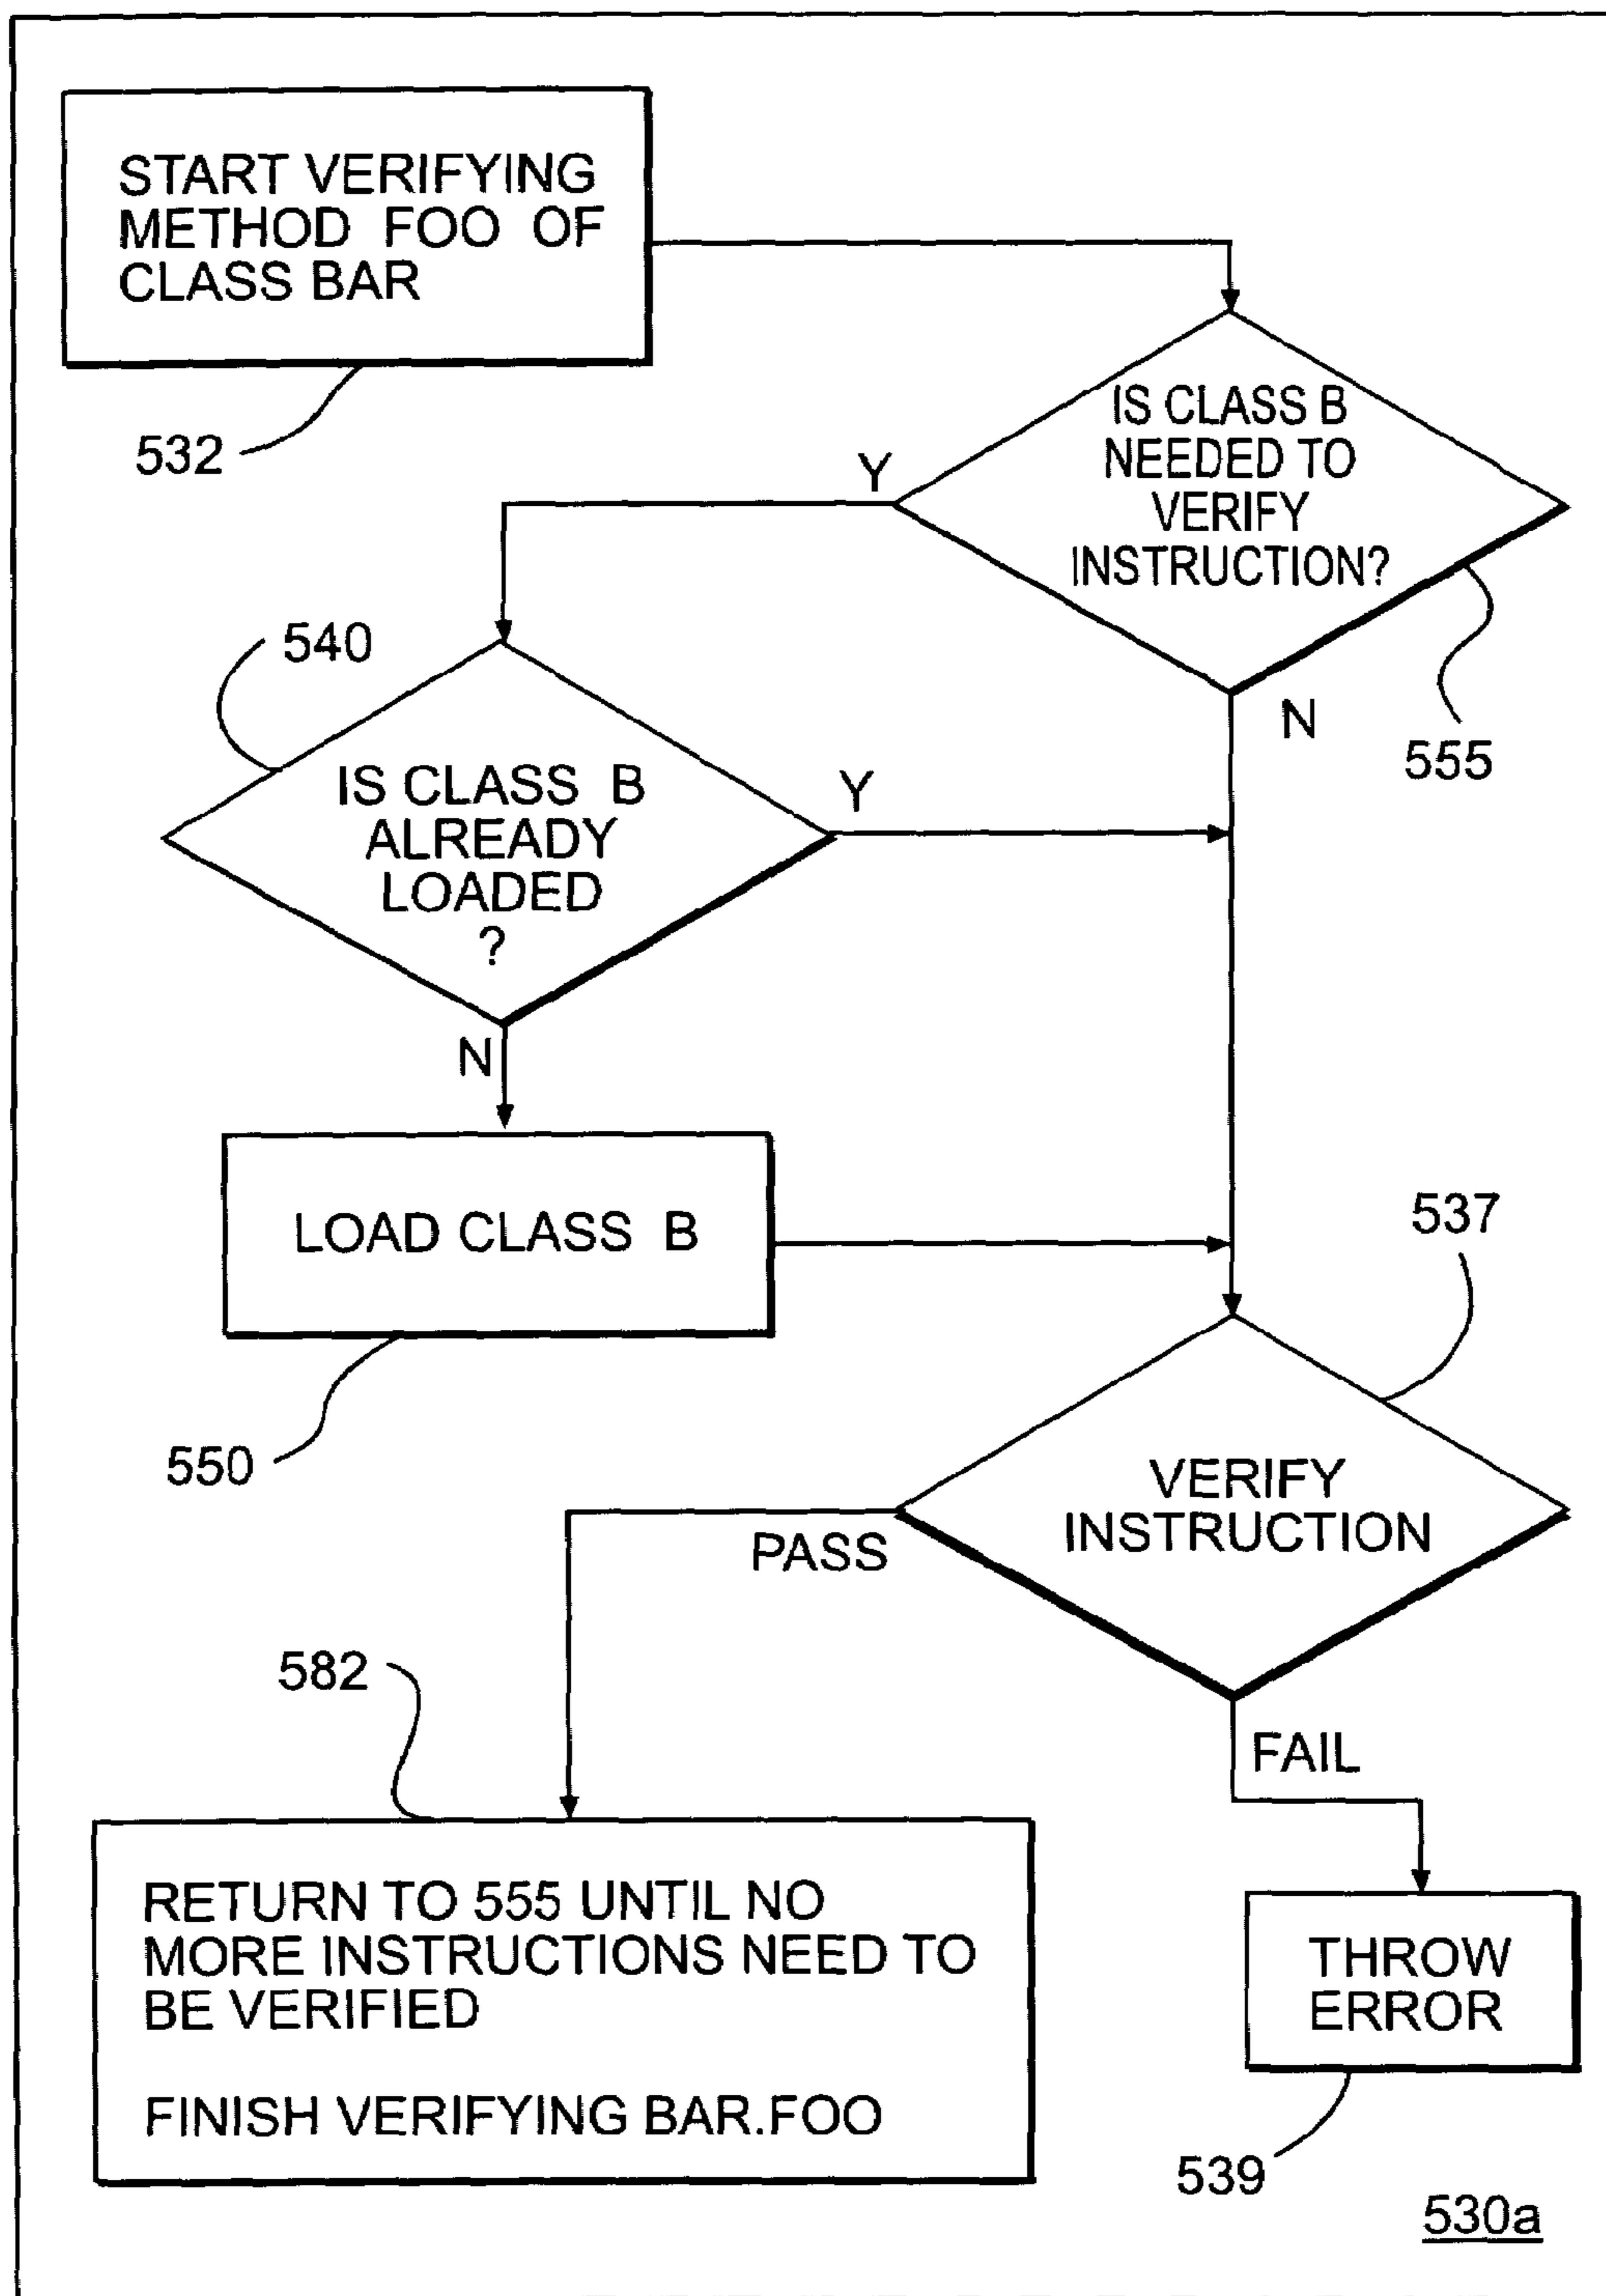 START VERIFYING
METHOD FOO OF
CLASS BAR
532
IS CLASS B
NEEDED TO
VERIFY
INSTRUCTION?
Y
N
555
540
IS CLASS B
ALREADY
LOADED
?
Y
N
LOAD CLASS B
550
537
VERIFY
INSTRUCTION
PASS
FAIL
582
RETURN TO 555 UNTIL NO
MORE INSTRUCTIONS NEED TO
BE VERIFIED
FINISH VERIFYING BAR.FOO
THROW
ERROR
539
530a